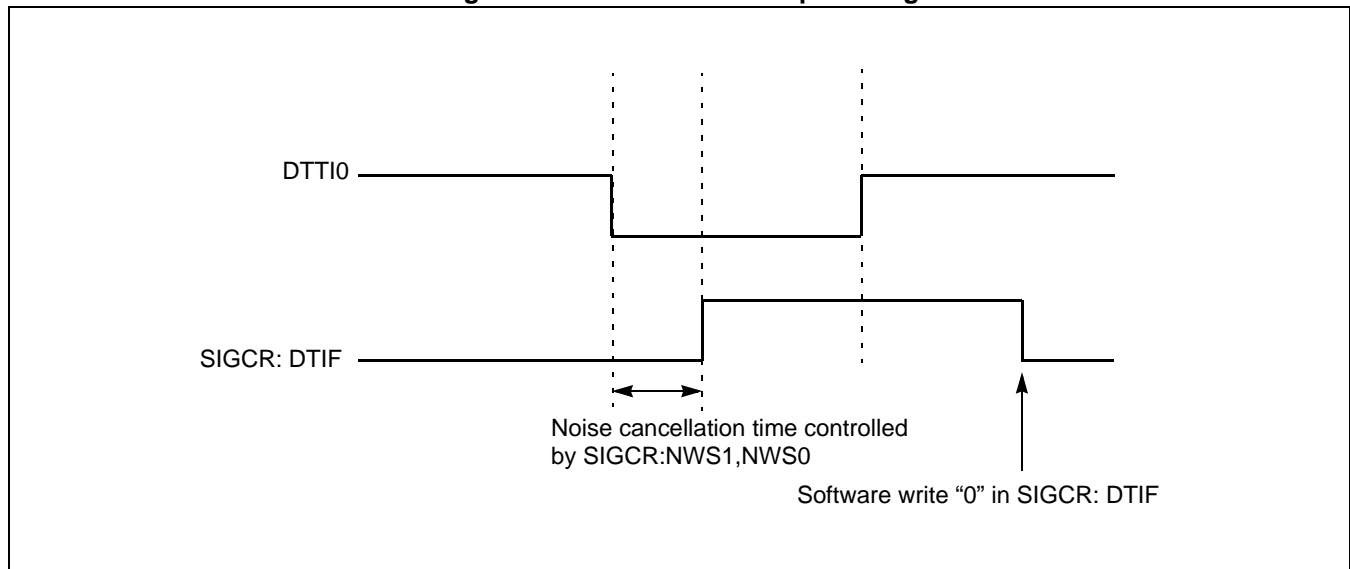 DTTI0
SIGCR: DTIF
Noise cancellation time controlled
by SIGCR:NWS1,NWS0
Software write “0” in SIGCR: DTIF